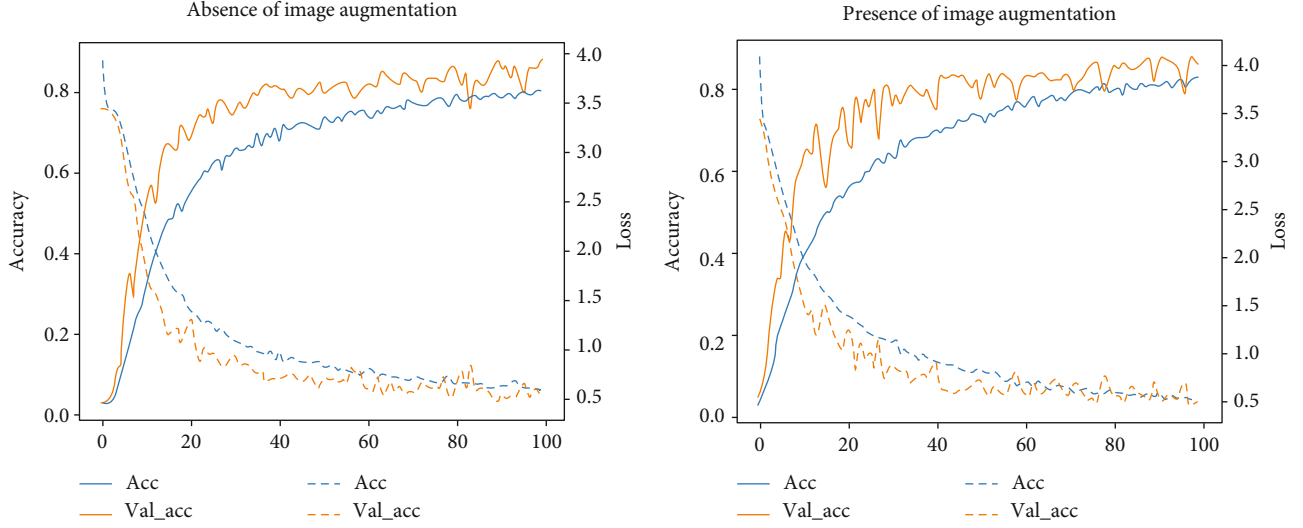 Absence of image augmentation
0.8
0.6
0.4
0.2
0.0
Accuracy
4.0
3.5
3.0
2.5
2.0
1.5
1.0
0.5
Loss
0 20 40 60 80 100
Acc Acc
Val_acc Val_acc
Presence of image augmentation
0.8
0.6
0.4
0.2
0.0
Accuracy
4.0
3.5
3.0
2.5
2.0
1.5
1.0
0.5
Loss
0 20 40 60 80 100
Acc Acc
Val_acc Val_acc